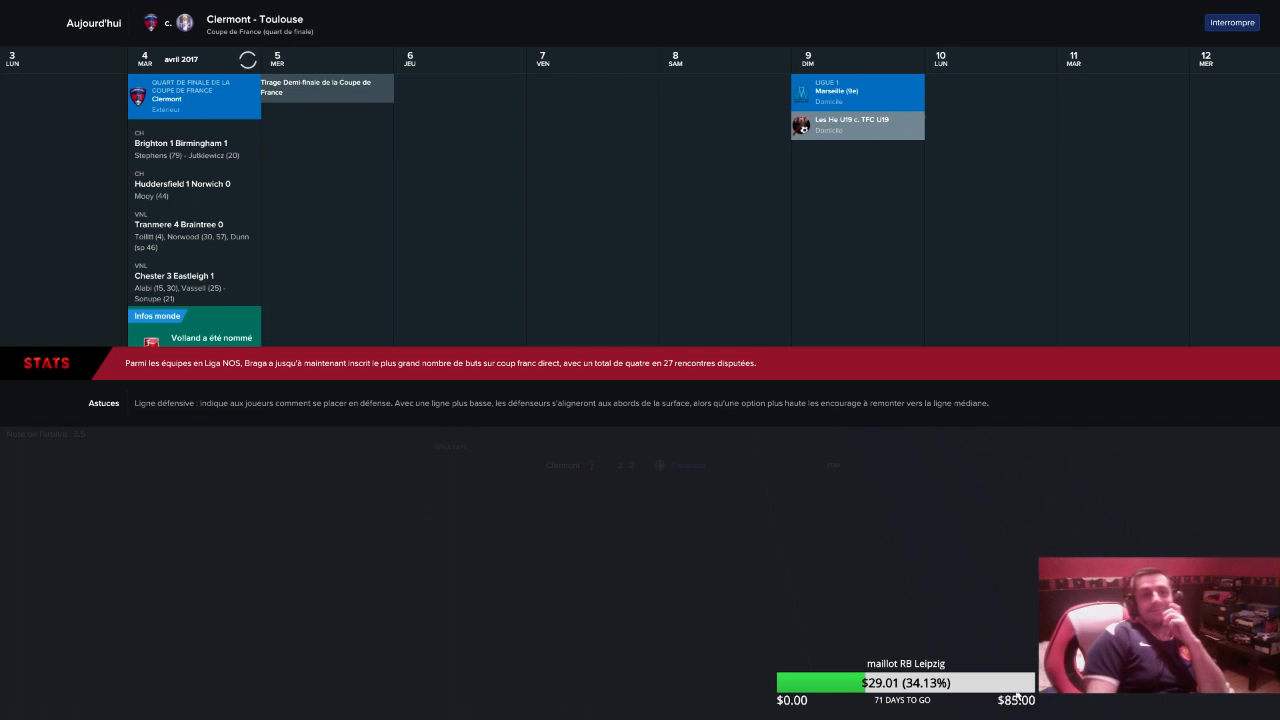 Aujourd'hui
c.
Clermont - Toulouse
Coupe de France (quart de finale)
Interrompre
3
LUN
4
MAR
avril 2017
5
MER
6
JEU
7
VEN
8
SAM
9
DIM
10
LUN
11
MAR
12
MER
QUART DE FINALE DE LA
COUPE DE FRANCE
Clermont
Extérieur
Tirage Demi-finale de la Coupe de
France
LIGUE 1
Marseille (9e)
Domicile
Les He U19 c. TFC U19
Domicile
CH
Brighton 1 Birmingham 1
Stephens (79) - Jutkiewicz (20)
CH
Huddersfield 1 Norwich 0
Mooy (44)
VNL
Tranmere 4 Braintree 0
Tollitt (4), Norwood (30, 57), Dunn
(sp 46)
VNL
Chester 3 Eastleigh 1
Alabi (15, 30), Vassell (25) -
Sonupe (21)
Infos monde
Volland a été nommé
STATS
Parmi les équipes en Liga NOS, Braga a jusqu'à maintenant inscrit le plus grand nombre de buts sur coup franc direct, avec un total de quatre en 27 rencontres disputées.
Astuces
Ligne défensive : indique aux joueurs comment se placer en défense. Avec une ligne plus basse, les défenseurs s'aligneront aux abords de la surface, alors qu'une option plus haute les encourage à remonter vers la ligne médiane.
Clermont
2 2
Toulouse
maillot RB Leipzig
$29.01 (34.13%)
$0.00
71 DAYS TO GO
$85.00